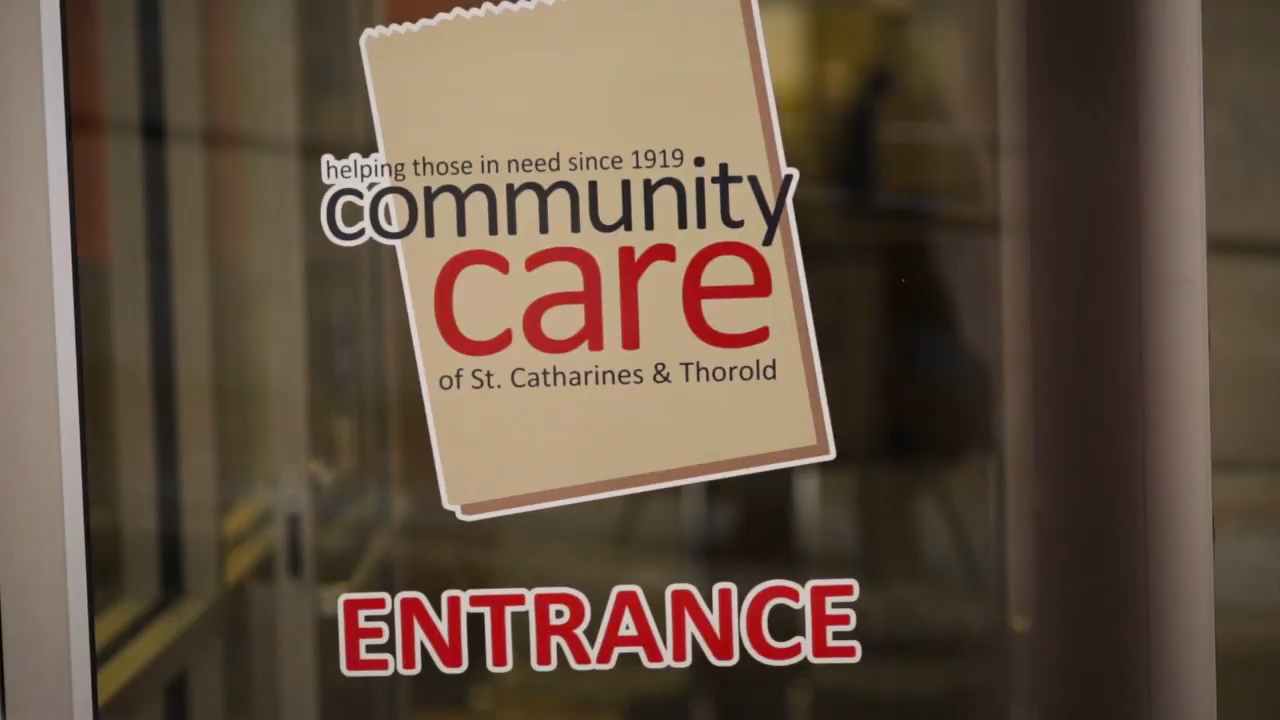 helping those in need since 1919
community
care
of St. Catharines & Thorold
ENTRANCE